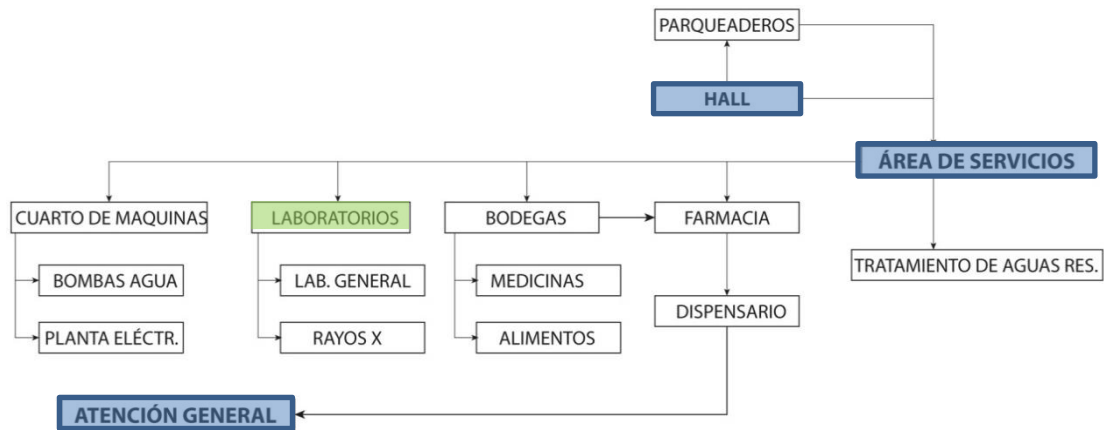 PARQUEADEROS
HALL
ÁREA DE SERVICIOS
CUARTO DE MAQUINAS
LABORATORIOS
BODEGAS
FARMACIA
BOMBAS AGUA
LAB. GENERAL
MEDICINAS
TRATAMIENTO DE AGUAS RES.
PLANTA ELÉCTR.
RAYOS X
ALIMENTOS
DISPENSARIO
ATENCIÓN GENERAL